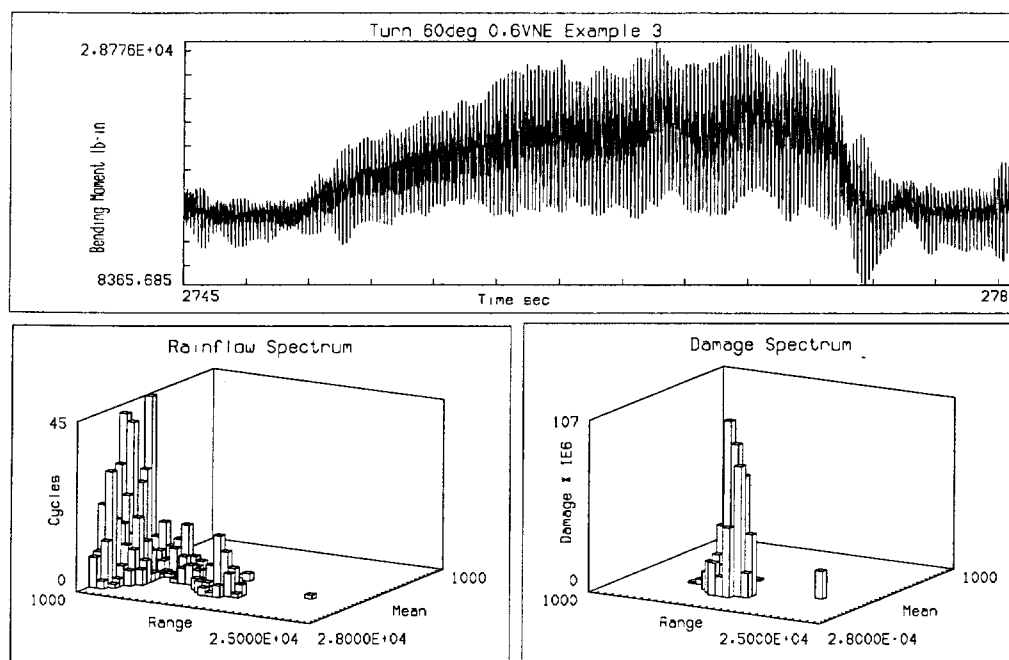 Turn 60deg 0.6VNE Example 3
2.8776E+04
Bending Moment lb-in
8365.685
2745
Time sec
278
Rainflow Spectrum
45
Cycles
0
1000
Range
2.5000E+04
2.8000E+04
Mean
1000
Damage Spectrum
107
Damage * 1E6
0
1000
Range
2.5000E+04
2.8000E-04
Mean
1000